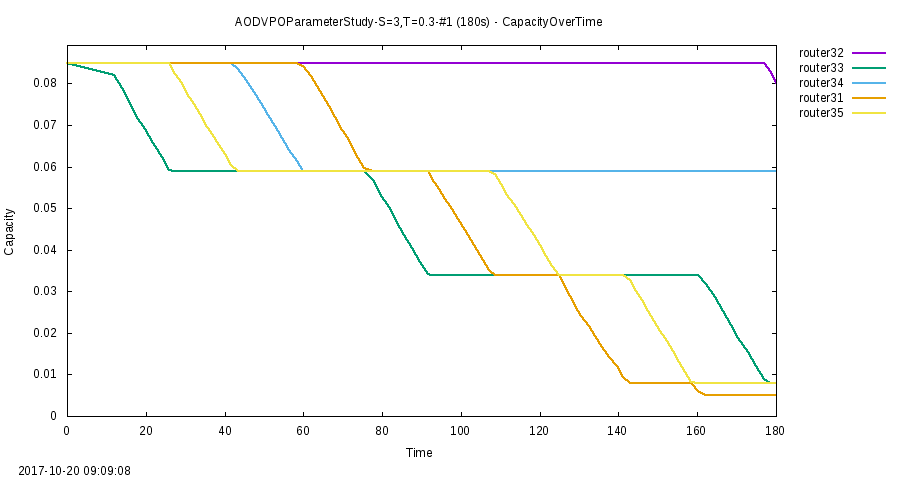 AODVPOParameterStudy-S=3,T=0.3-#1 (180s) - CapacityOverTime
router32
router33
router34
router31
router35
0.08
0.07
0.06
0.05
0.04
0.03
0.02
0.01
0
Capacity
0 20 40 60 80 100 120 140 160 180
Time
2017-10-20 09:09:08